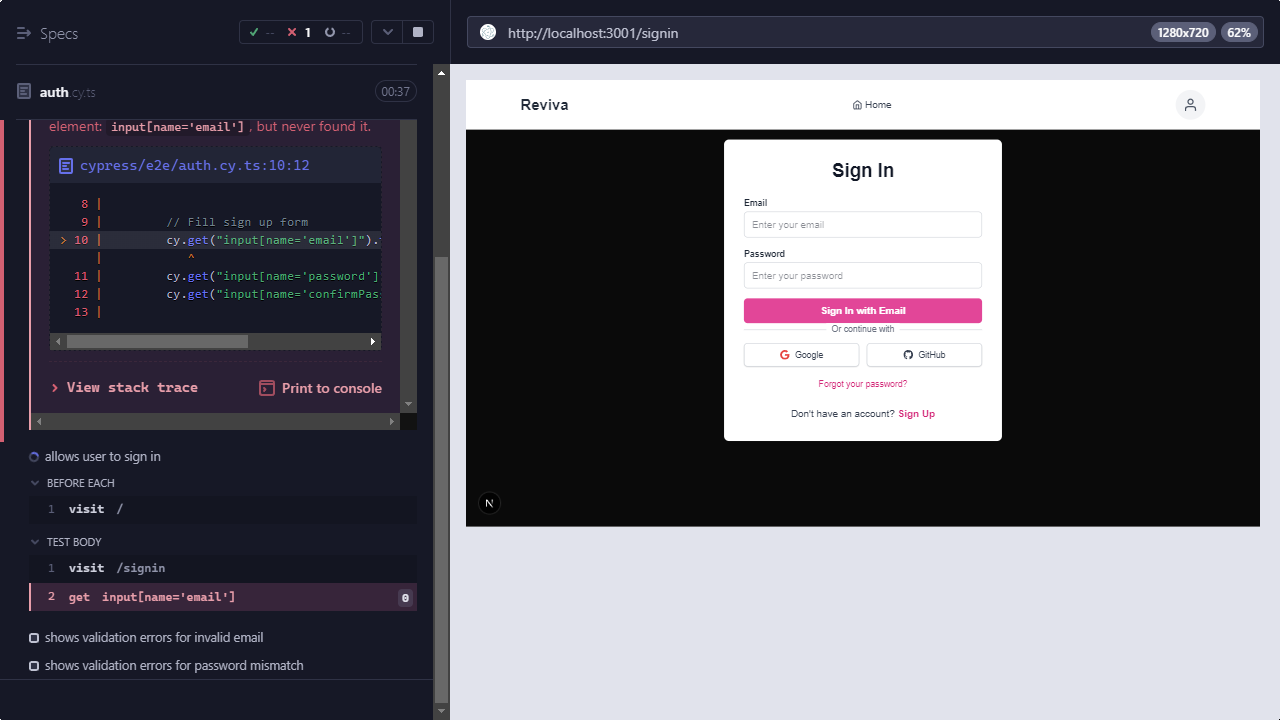 Specs
-- 1 --
auth.cy.ts
00:37
element: input[name='email'] , but never found it.
cypress/e2e/auth.cy.ts:10:12
8 |
9 | // Fill sign up form
> 10 | cy.get("input[name='email']").
| ^
11 | cy.get("input[name='password']
12 | cy.get("input[name='confirmPas
13 |
View stack trace
Print to console
allows user to sign in
BEFORE EACH
1 visit /
TEST BODY
1 visit /signin
2 get input[name='email'] 0
shows validation errors for invalid email
shows validation errors for password mismatch
http://localhost:3001/signin
1280x720
62%
Reviva
Home
Sign In
Email
Enter your email
Password
Enter your password
Sign In with Email
Or continue with
Google
GitHub
Forgot your password?
Don't have an account? Sign Up
N